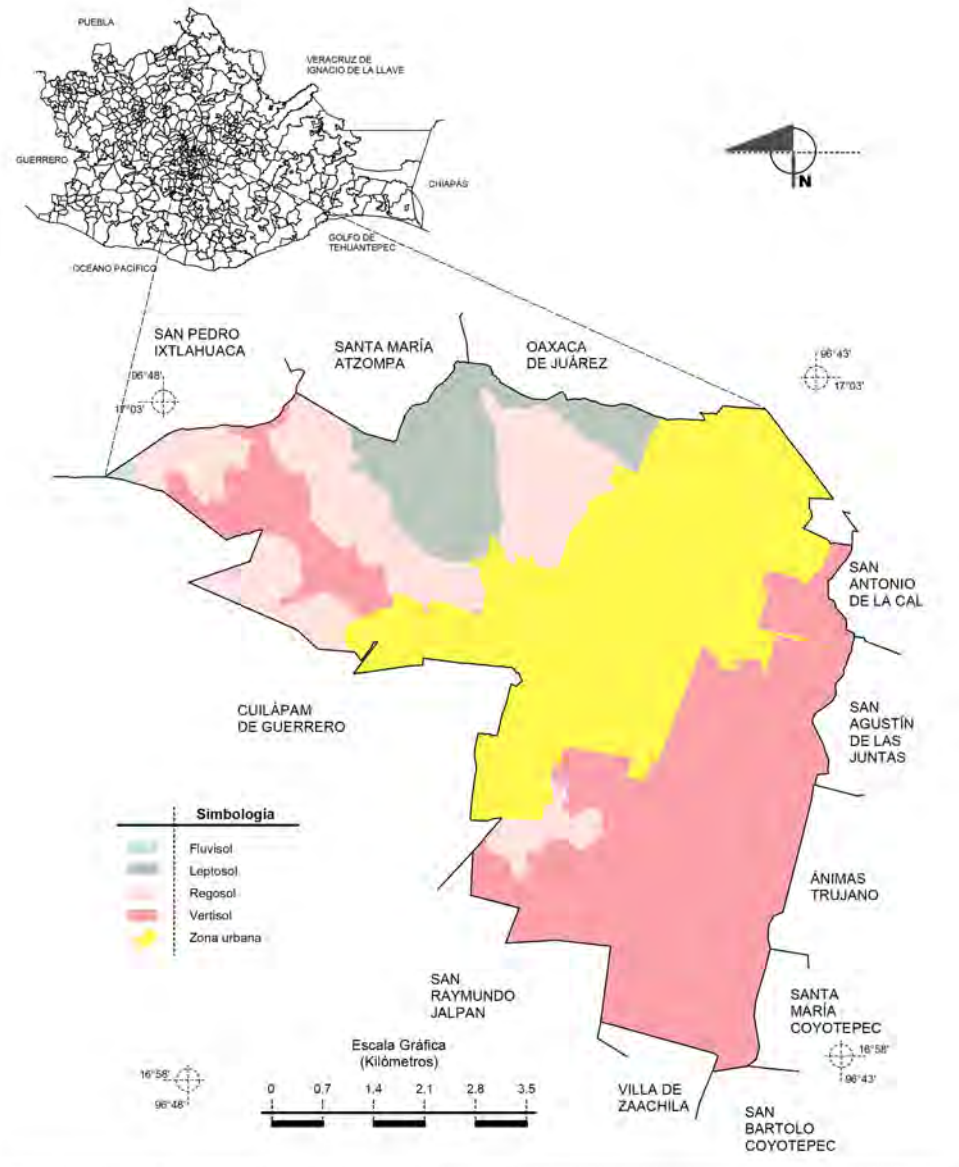 PUEBLA
VERACRUZ DE
IGNACIO DE LA LLAVE
GUERRERO
CHIAPÁS
GOLFO DE
TEHUANTEPEC
OCEANO PACÍFICO
N
SAN PEDRO
IXTLAHUACA
SANTA MARÍA
ATZOMPA
OAXACA
DE JUÁREZ
96°48'
17°03'
96°43'
17°03'
SAN
ANTONIO
DE LA CAL
CUILÁPAM
DE GUERRERO
SAN
AGUSTÍN
DE LAS
JUNTAS
Simbología
Fluvisol
Leptosol
Regosol
Vertisol
Zona urbana
ÁNIMAS
TRUJANO
SAN
RAYMUNDO
JALPAN
SANTA
MARÍA
COYOTEPEC
Escala Gráfica
(Kilómetros)
0 0.7 1.4 2.1 2.8 3.5
16°58'
96°48'
16°58'
96°43'
VILLA DE
ZAACHILA
SAN
BARTOLO
COYOTEPEC